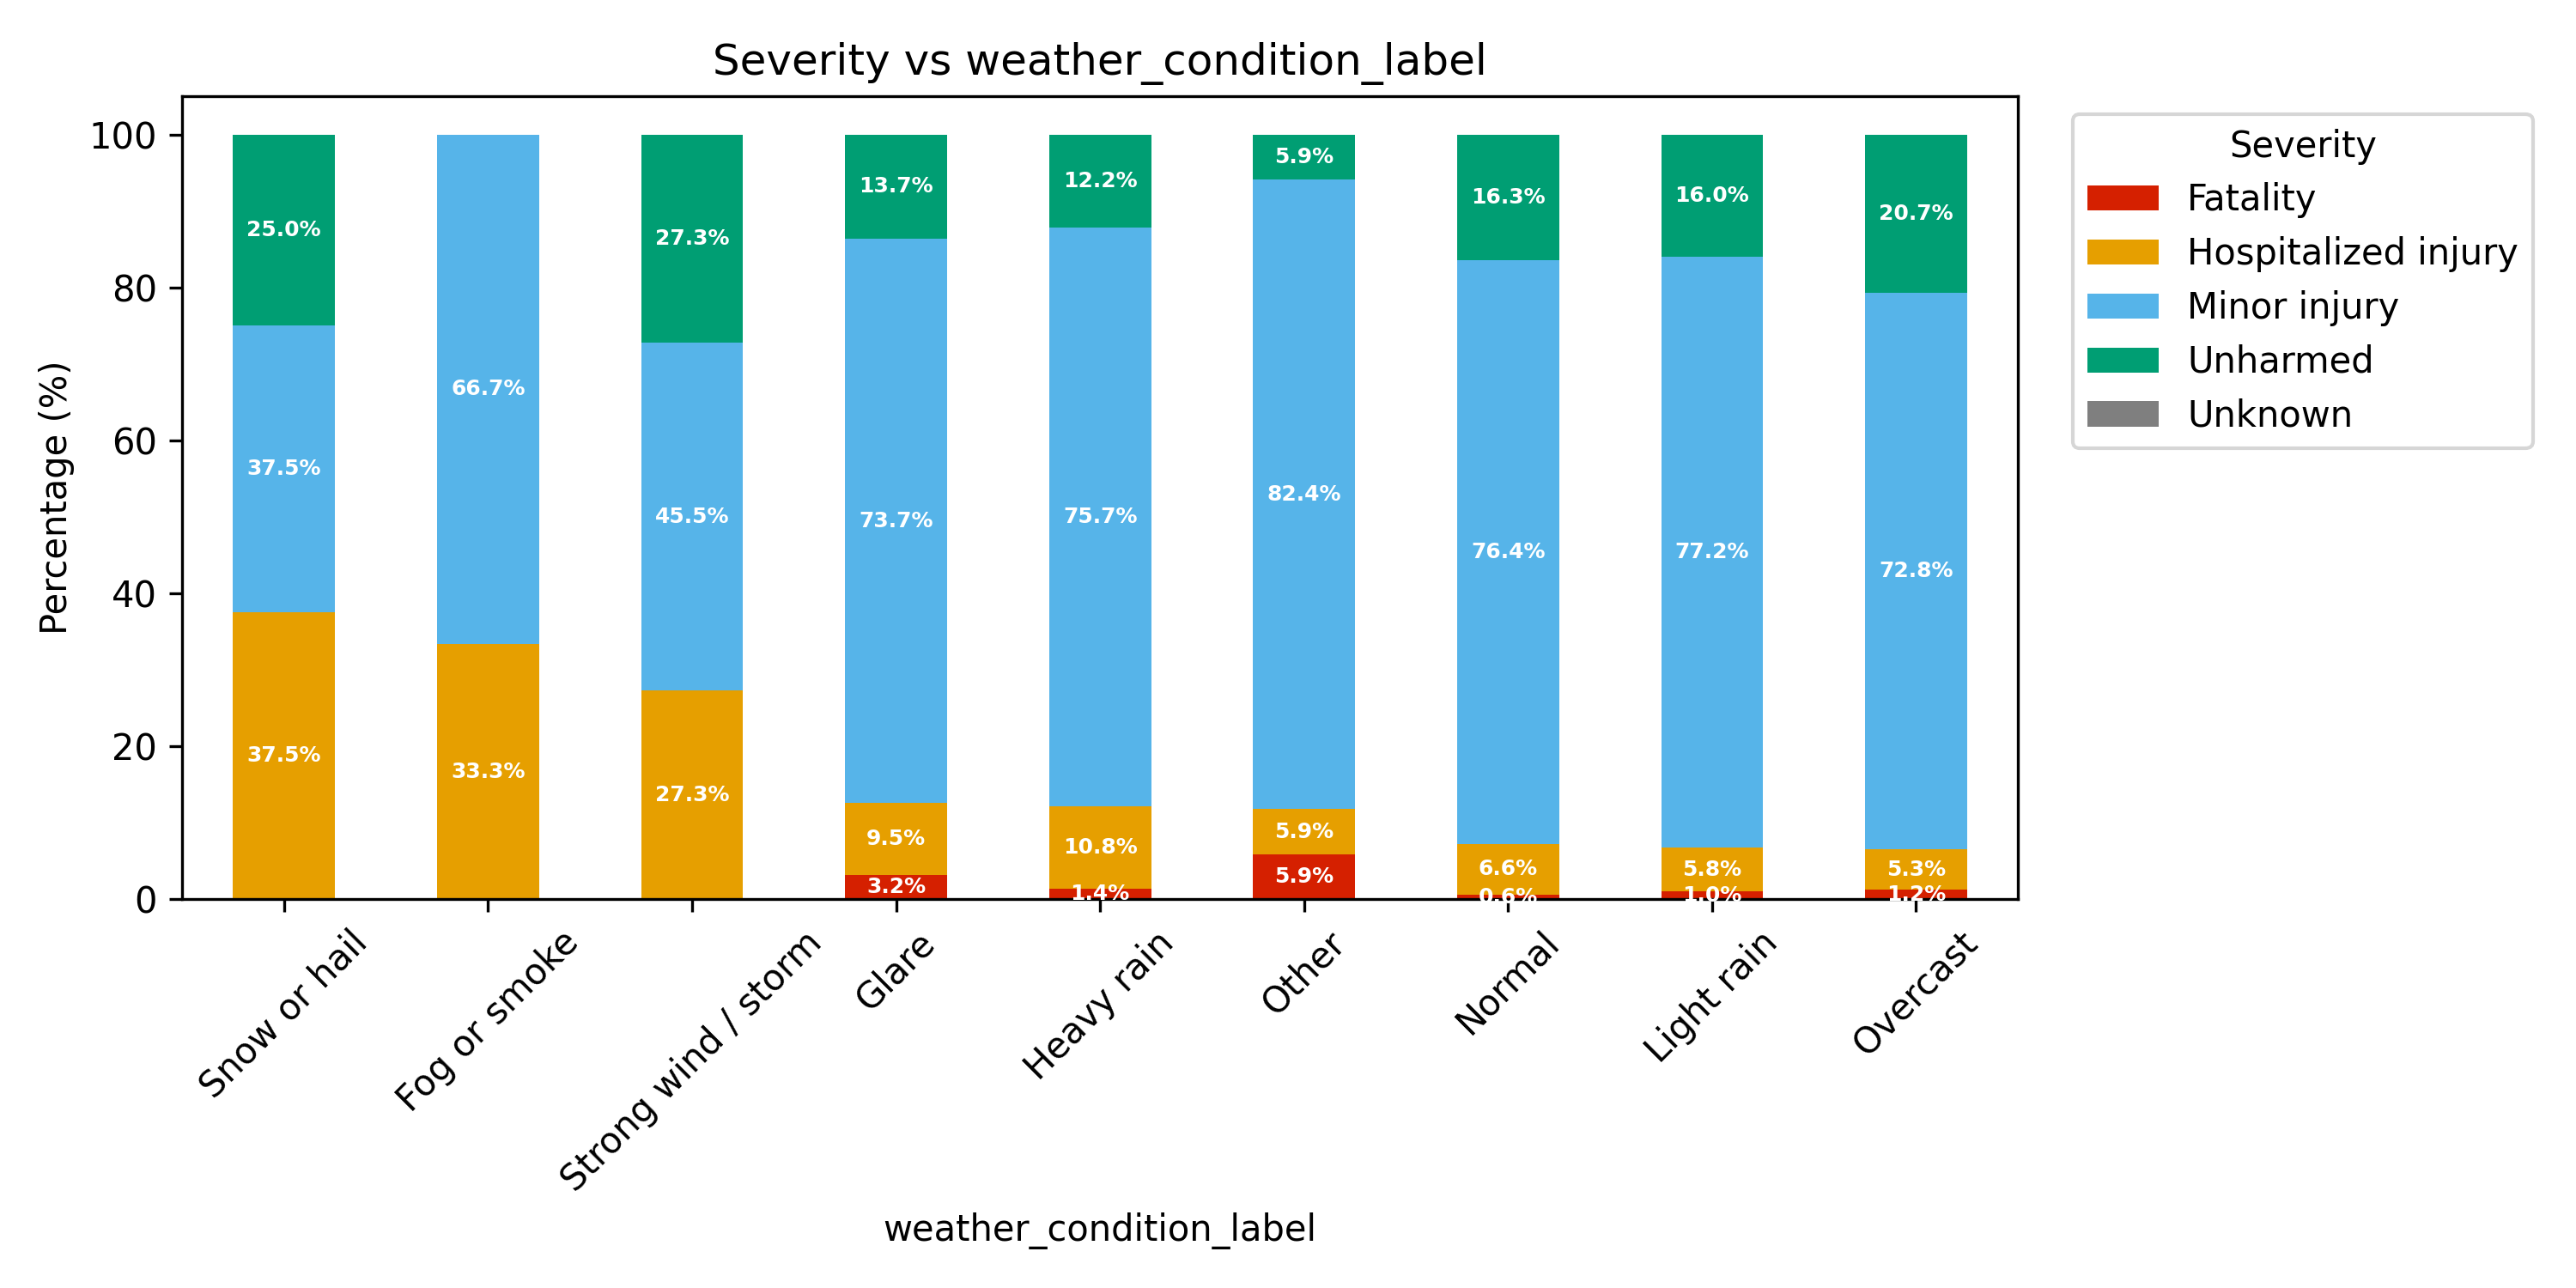 Severity vs weather_condition_label
Percentage (%)
100
80
60
40
20
0
25.0%
37.5%
37.5%
66.7%
33.3%
27.3%
45.5%
27.3%
13.7%
73.7%
9.5%
3.2%
12.2%
75.7%
10.8%
1.4%
5.9%
82.4%
5.9%
5.9%
16.3%
76.4%
6.6%
0.6%
16.0%
77.2%
5.8%
1.0%
20.7%
72.8%
5.3%
1.2%
Snow or hail
Fog or smoke
Strong wind / storm
Glare
Heavy rain
Other
Normal
Light rain
Overcast
weather_condition_label
Severity
Fatality
Hospitalized injury
Minor injury
Unharmed
Unknown